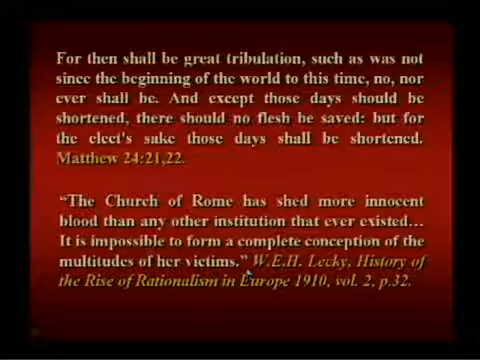 For then shall be great tribulation, such as was not
since the beginning of the world to this time, no, nor
ever shall be. And except those days should be
shortened, there should no flesh be saved: but for
the elect's sake those days shall be shortened.
Matthew 24:21,22.
“The Church of Rome has shed more innocent
blood than any other institution that ever existed...
It is impossible to form a complete conception of the
multitudes of her victims.” W.E.H. Lecky, History of
the Rise of Rationalism in Europe 1910, vol. 2, p.32.